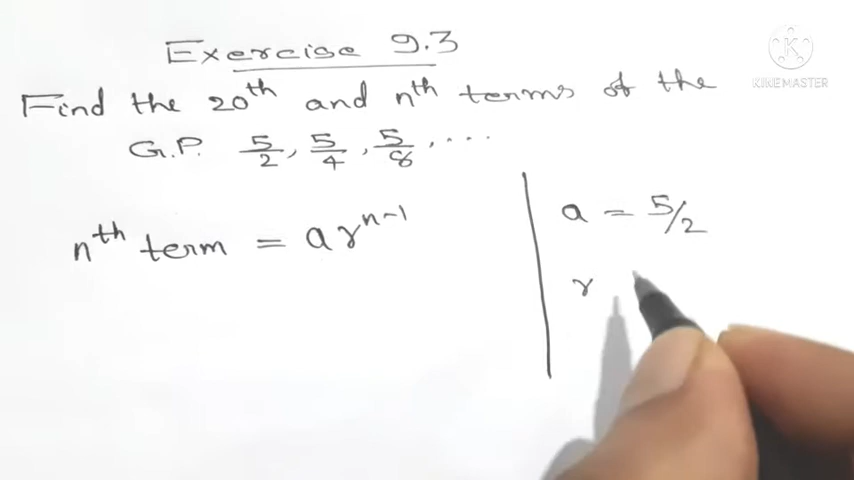 Exercise 9.3
KINEMASTER
Find the 20th and nth terms of the
G.P. 5/2, 5/4, 5/8, ....
nth term = ar^n-1
a = 5/2
r